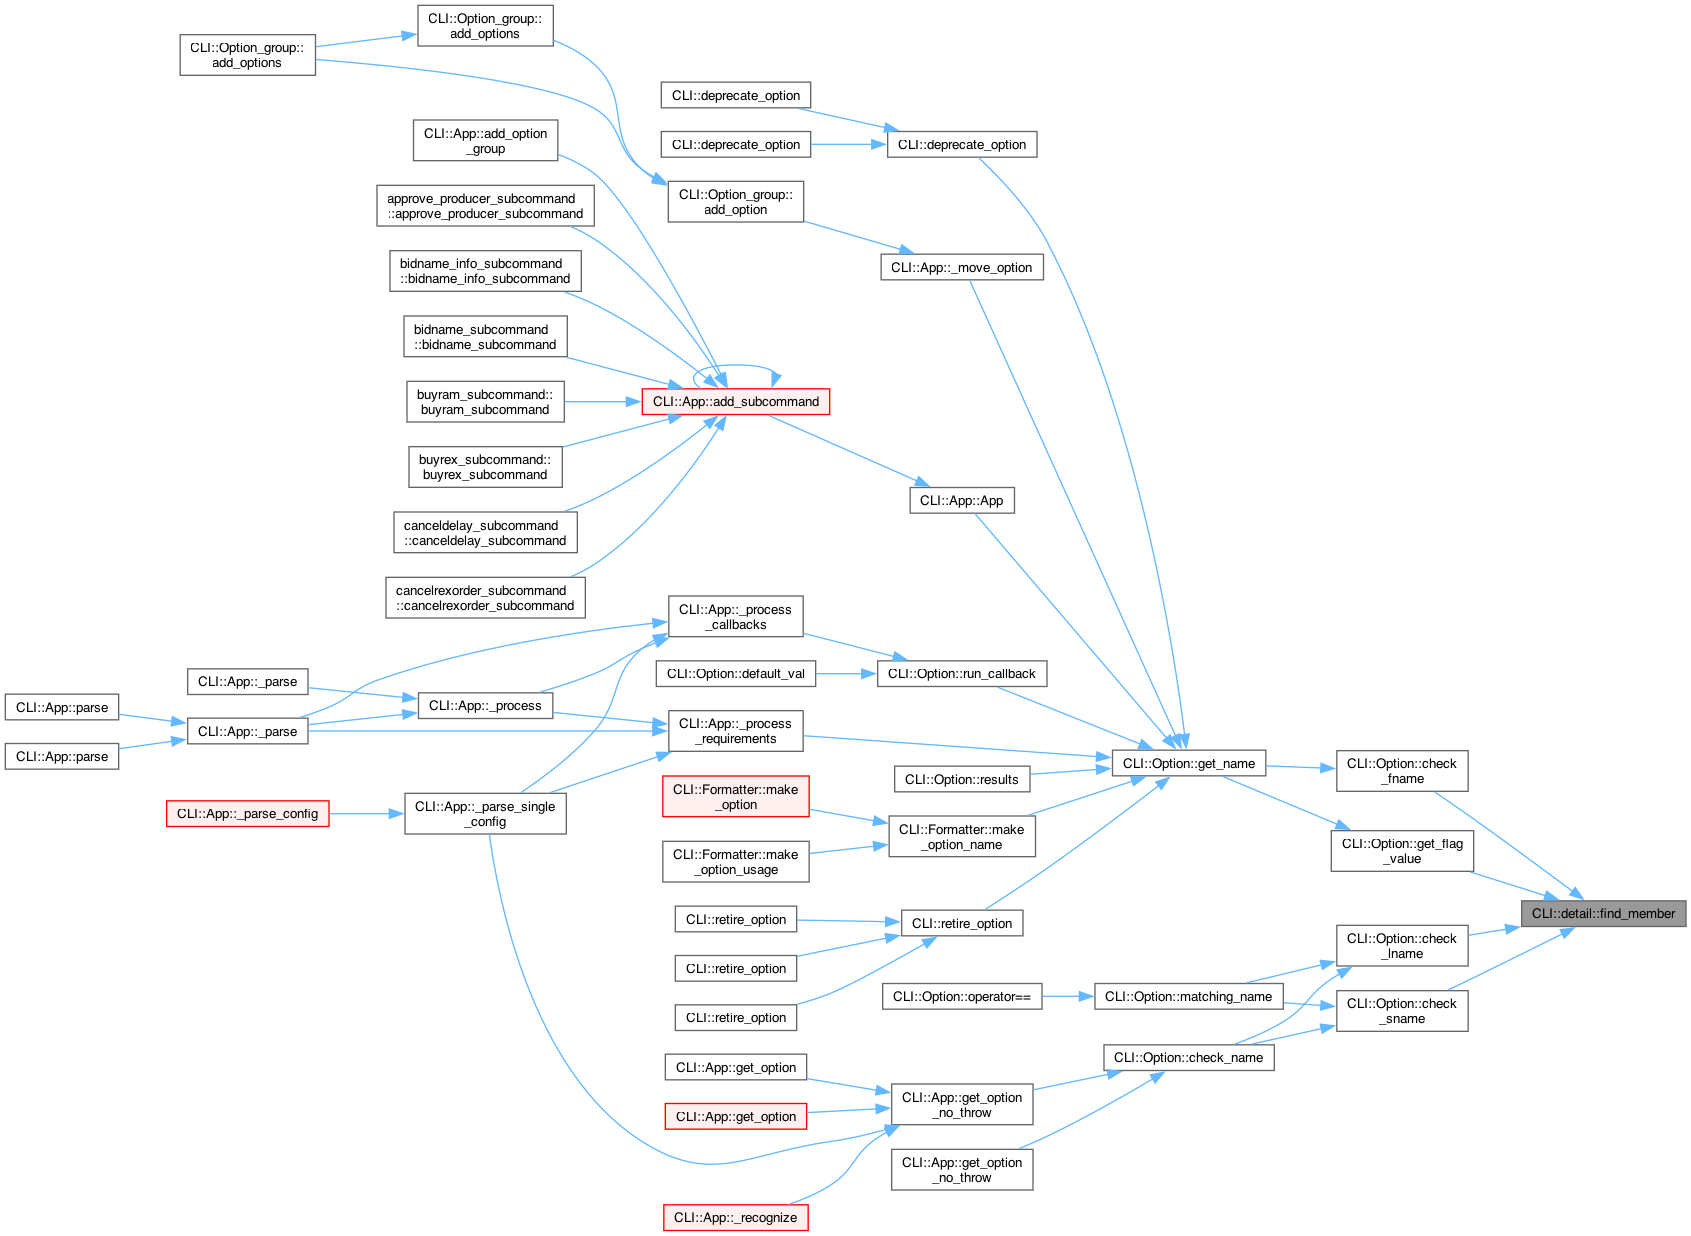 CLI::Option_group::
add_options
CLI::Option_group::
add_options
CLI::deprecate_option
CLI::App::add_option
_group
CLI::deprecate_option
CLI::deprecate_option
approve_producer_subcommand
::approve_producer_subcommand
CLI::Option_group::
add_option
bidname_info_subcommand
::bidname_info_subcommand
CLI::App::_move_option
bidname_subcommand
::bidname_subcommand
buyram_subcommand::
buyram_subcommand
CLI::App::add_subcommand
buyrex_subcommand::
buyrex_subcommand
CLI::App::App
canceldelay_subcommand
::canceldelay_subcommand
cancelrexorder_subcommand
::cancelrexorder_subcommand
CLI::App::_process
_callbacks
CLI::App::_parse
CLI::Option::default_val
CLI::Option::run_callback
CLI::App::parse
CLI::App::_process
CLI::App::_parse
CLI::App::_process
_requirements
CLI::App::parse
CLI::Option::get_name
CLI::Option::check
_fname
CLI::Option::results
CLI::Formatter::make
_option
CLI::App::_parse_config
CLI::App::_parse_single
_config
CLI::Formatter::make
_option_name
CLI::Option::get_flag
_value
CLI::Formatter::make
_option_usage
CLI::detail::find_member
CLI::retire_option
CLI::retire_option
CLI::Option::check
_lname
CLI::retire_option
CLI::Option::operator==
CLI::Option::matching_name
CLI::Option::check
_sname
CLI::retire_option
CLI::Option::check_name
CLI::App::get_option
CLI::App::get_option
_no_throw
CLI::App::get_option
CLI::App::get_option
_no_throw
CLI::App::_recognize